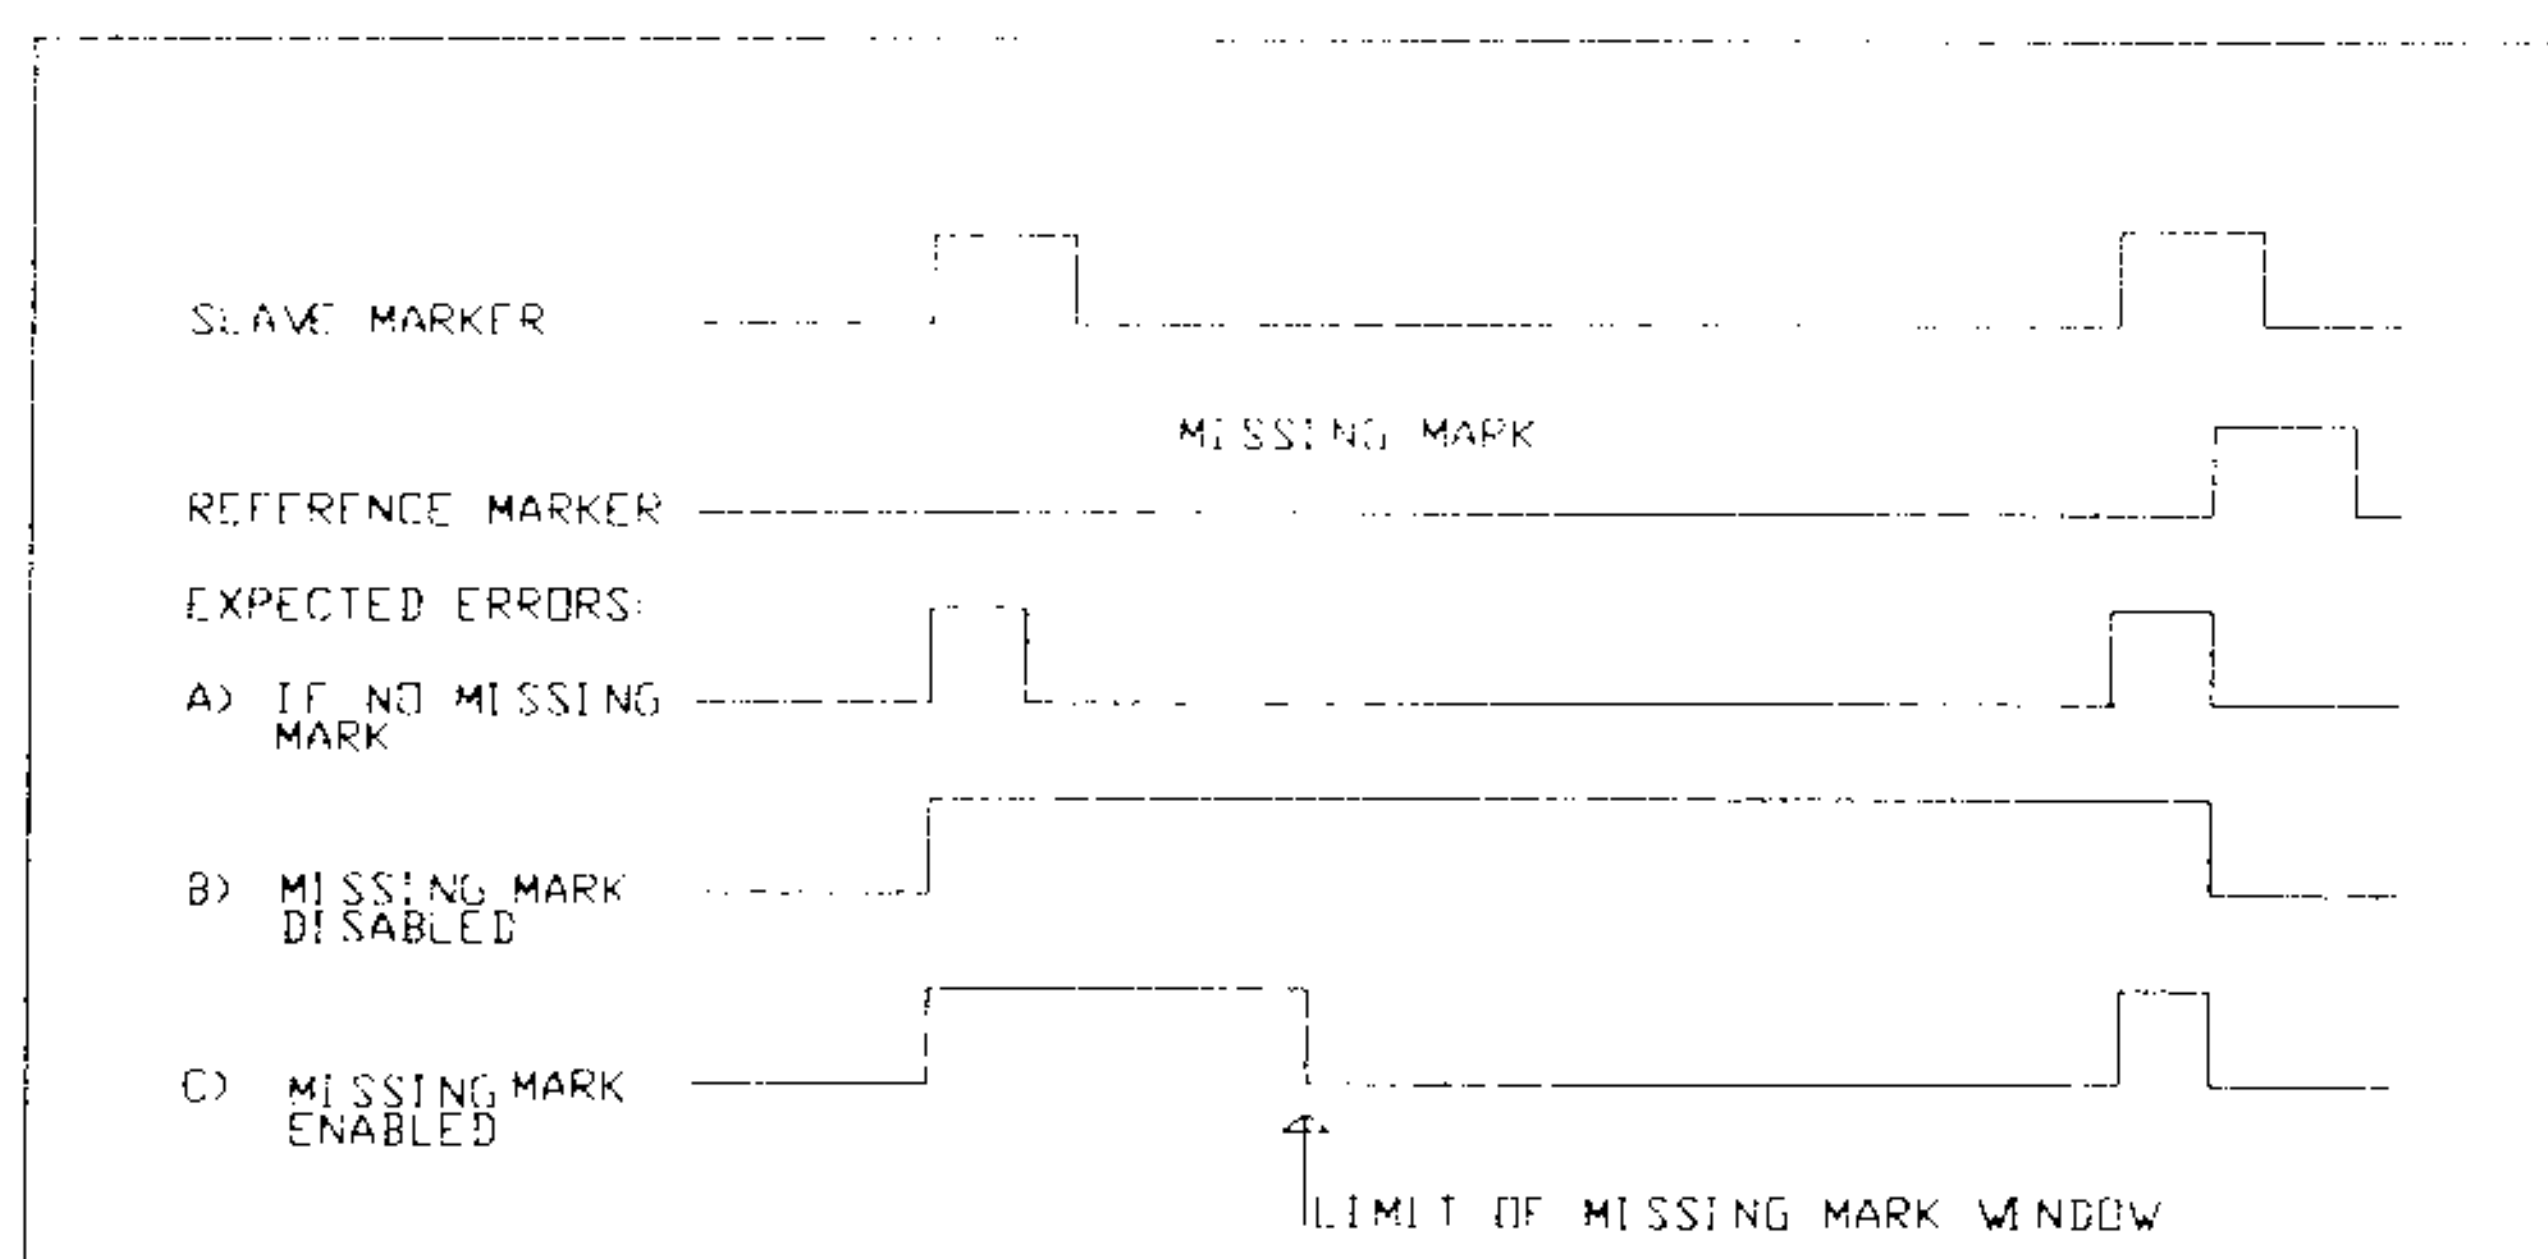 SLAVE MARKER
MISSING MARK
REFERENCE MARKER
EXPECTED ERRORS:
A) IF NO MISSING
MARK
B) MISSING MARK
DISABLED
C) MISSING MARK
ENABLED
LIMIT OF MISSING MARK WINDOW